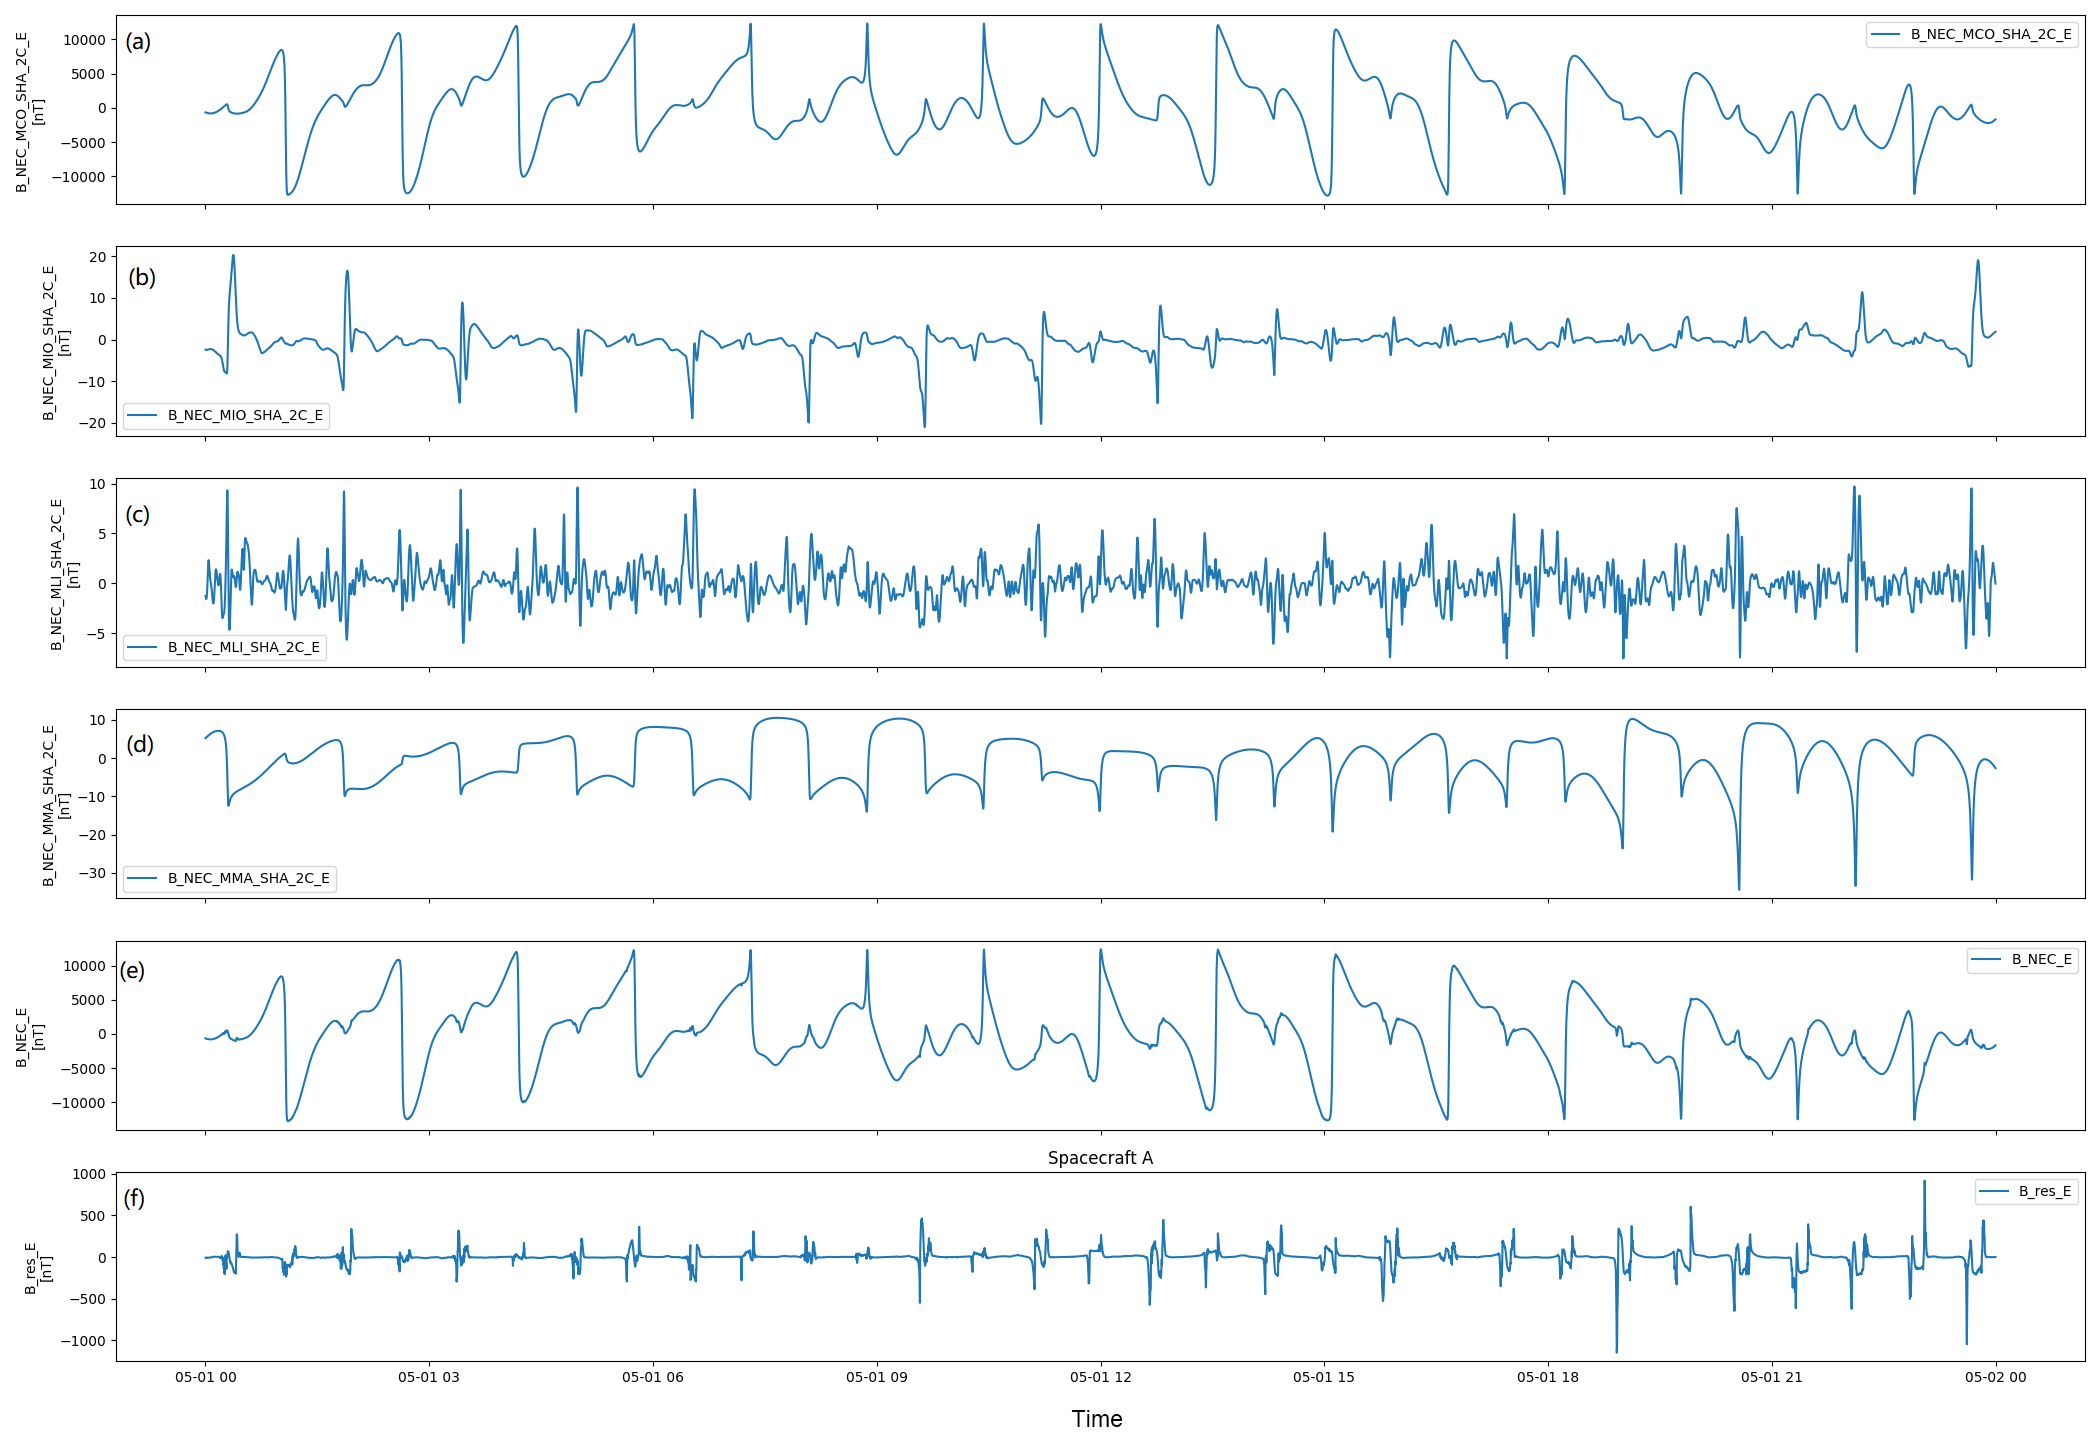 (a)
B_NEC_MCO_SHA_2C_E
[nT]
10000
5000
0
−5000
−10000
B_NEC_MCO_SHA_2C_E
(b)
B_NEC_MIO_SHA_2C_E
[nT]
20
10
0
−10
−20
B_NEC_MIO_SHA_2C_E
(c)
B_NEC_MLI_SHA_2C_E
[nT]
10
5
0
−5
B_NEC_MLI_SHA_2C_E
(d)
B_NEC_MMA_SHA_2C_E
[nT]
10
0
−10
−20
−30
B_NEC_MMA_SHA_2C_E
(e)
B_NEC_E
[nT]
10000
5000
0
−5000
−10000
B_NEC_E
Spacecraft A
(f)
B_res_E
[nT]
1000
500
0
−500
−1000
B_res_E
05-01 00
05-01 03
05-01 06
05-01 09
05-01 12
05-01 15
05-01 18
05-01 21
05-02 00
Time